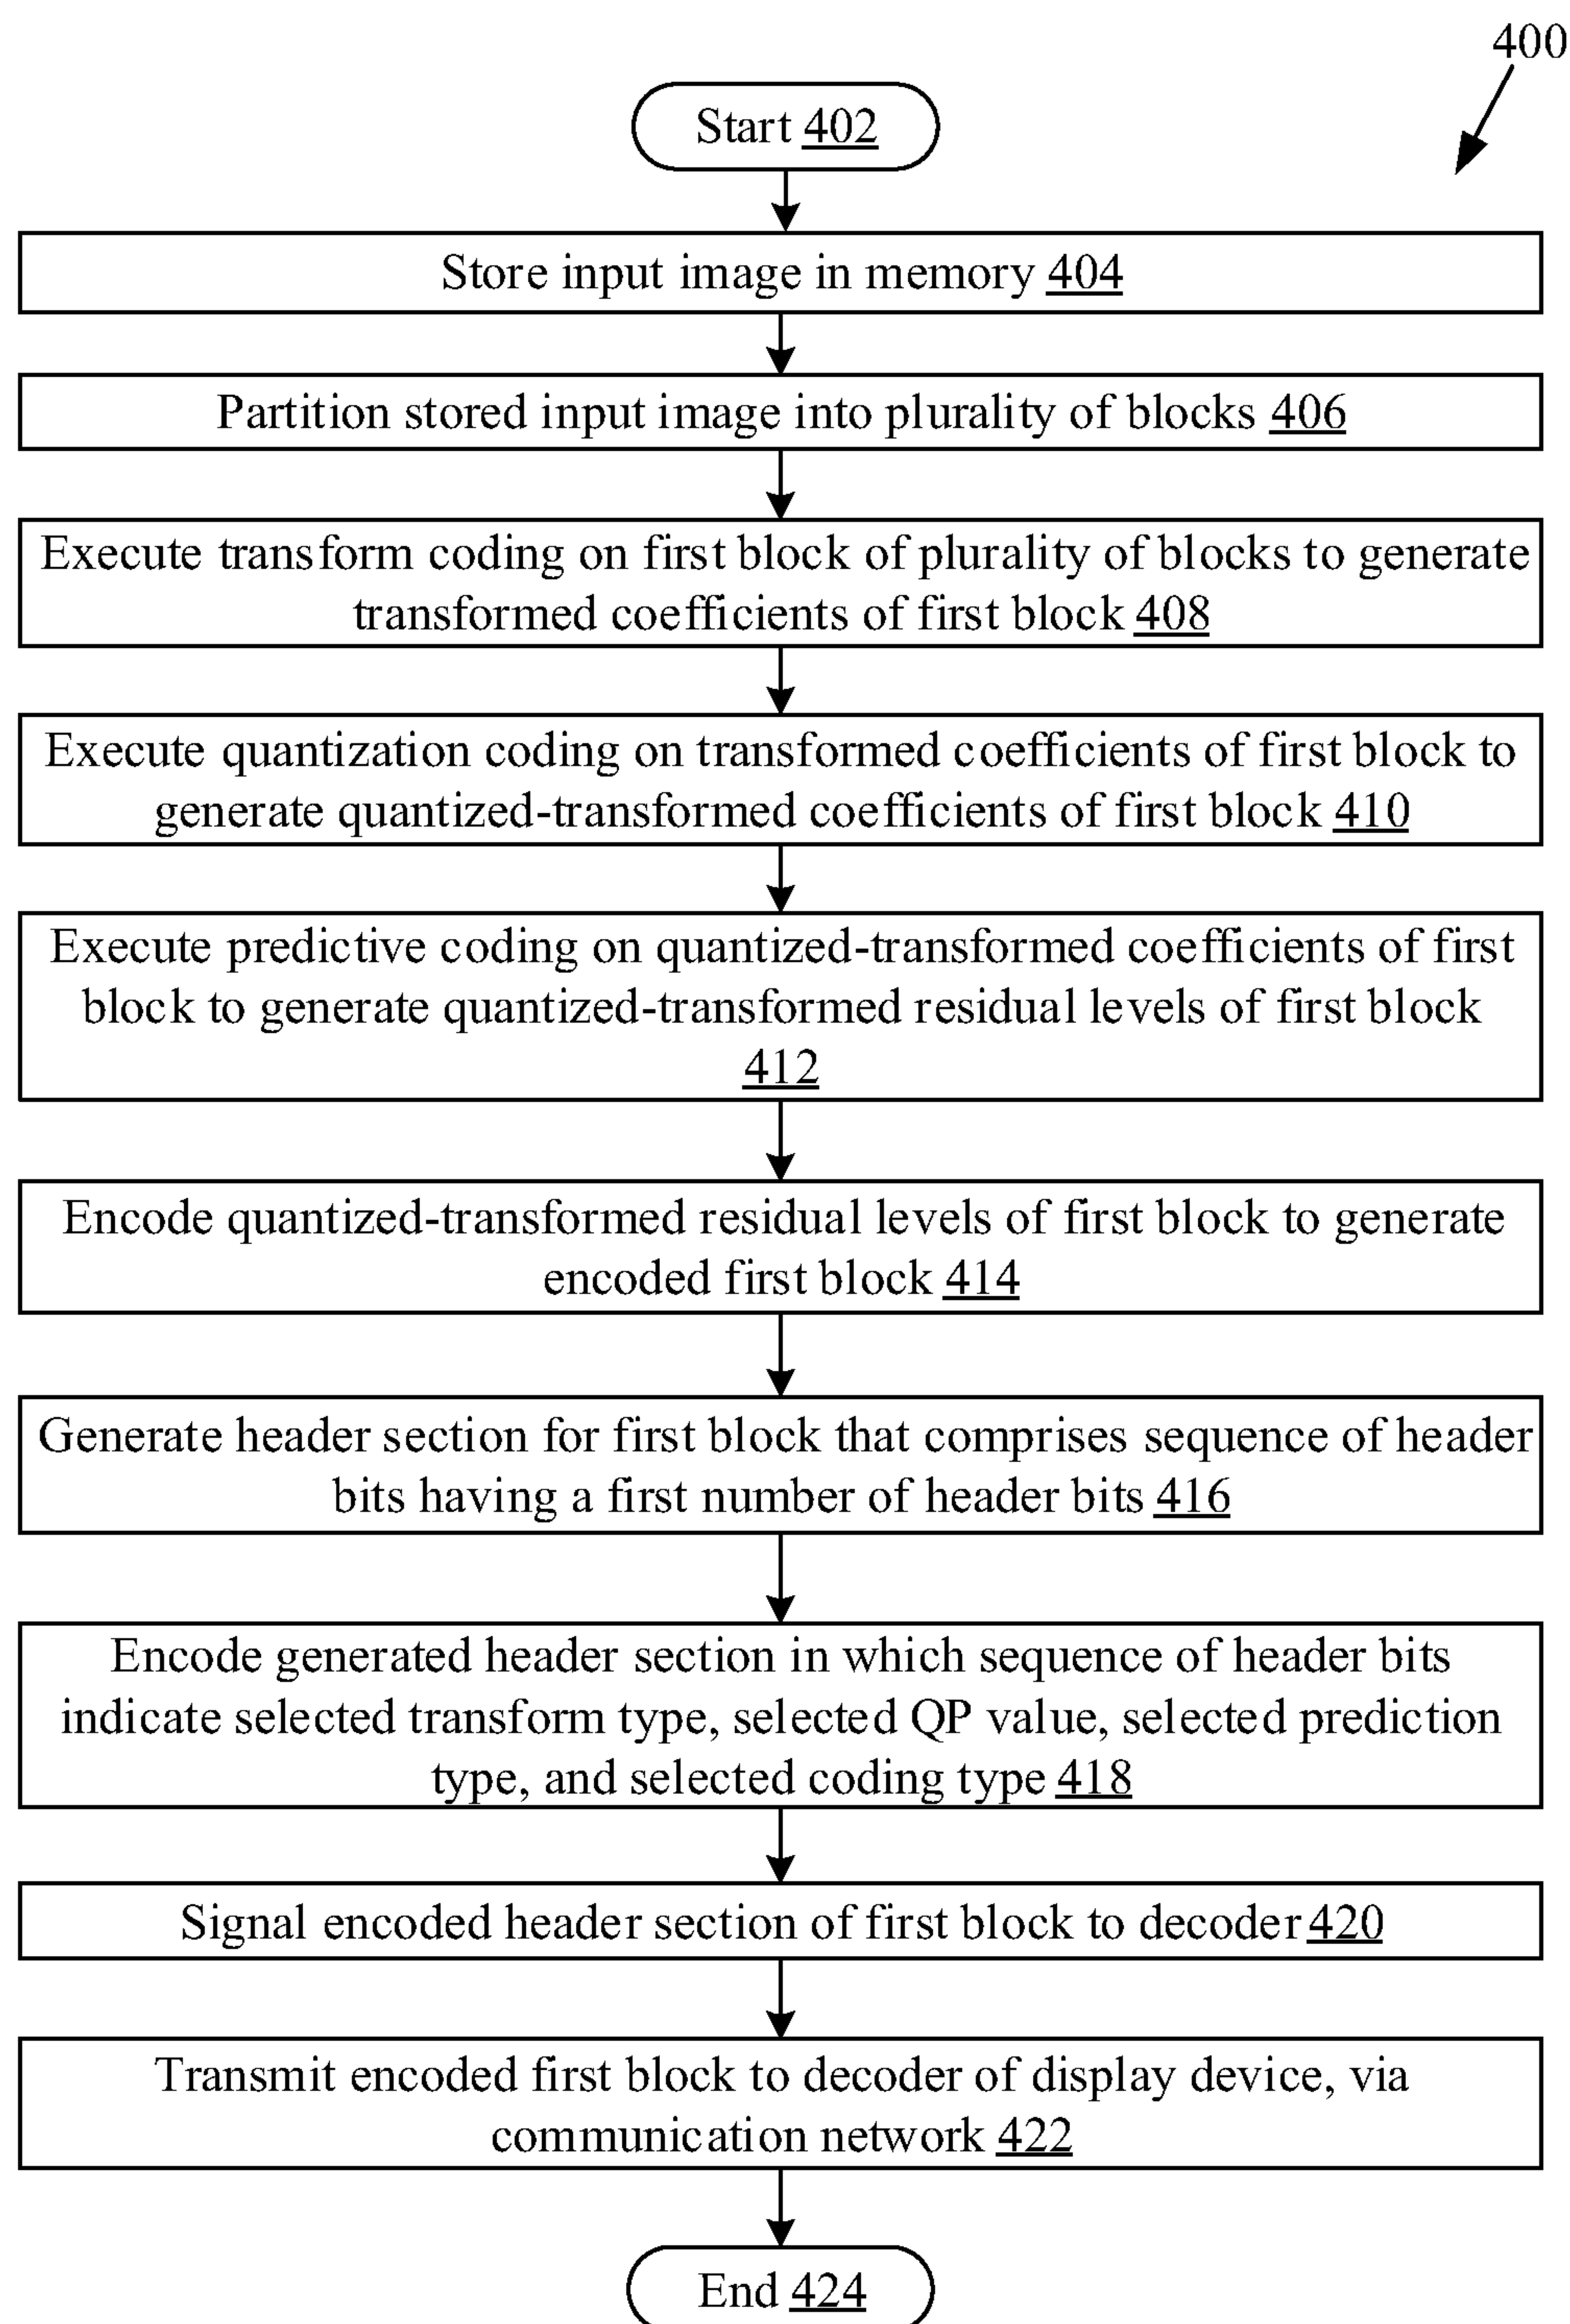 400
Start 402
Store input image in memory 404
Partition stored input image into plurality of blocks 406
Execute transform coding on first block of plurality of blocks to generate
transformed coefficients of first block 408
Execute quantization coding on transformed coefficients of first block to
generate quantized-transformed coefficients of first block 410
Execute predictive coding on quantized-transformed coefficients of first
block to generate quantized-transformed residual levels of first block
412
Encode quantized-transformed residual levels of first block to generate
encoded first block 414
Generate header section for first block that comprises sequence of header
bits having a first number of header bits 416
Encode generated header section in which sequence of header bits
indicate selected transform type, selected QP value, selected prediction
type, and selected coding type 418
Signal encoded header section of first block to decoder 420
Transmit encoded first block to decoder of display device, via
communication network 422
End 424